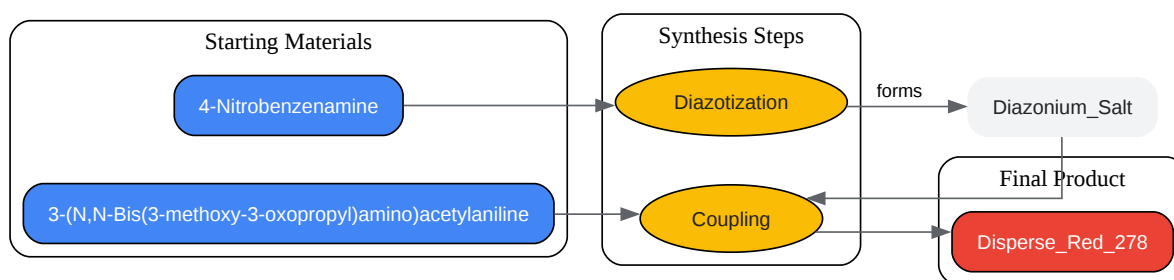 Starting Materials
4-Nitrobenzenamine
3-(N,N-Bis(3-methoxy-3-oxopropyl)amino)acetylaniline
Synthesis Steps
Diazotization
Coupling
forms
Diazonium_Salt
Final Product
Disperse_Red_278